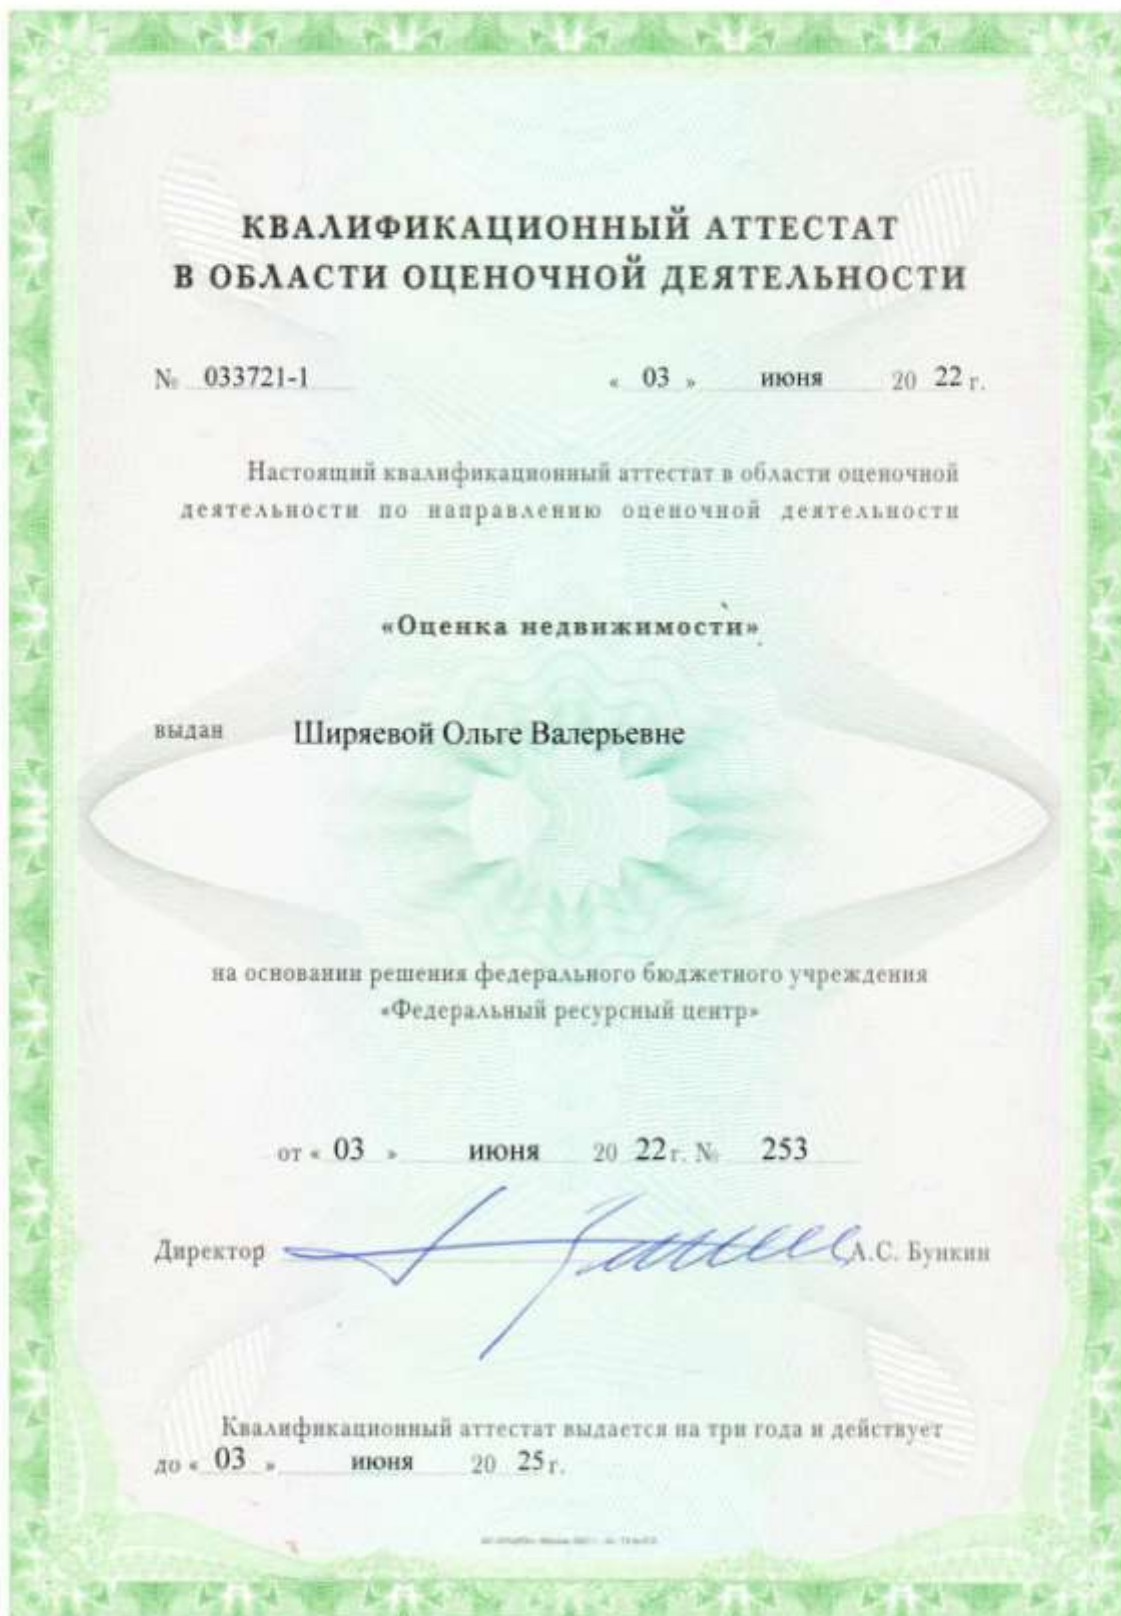 КВАЛИФИКАЦИОННЫЙ АТТЕСТАТ
В ОБЛАСТИ ОЦЕНОЧНОЙ ДЕЯТЕЛЬНОСТИ
№ 033721-1 « 03 » июня 20 22 г.
Настоящий квалификационный аттестат в области оценочной
деятельности по направлению оценочной деятельности
«Оценка недвижимости»
выдан Ширяевой Ольге Валерьевне
на основании решения федерального бюджетного учреждения
«Федеральный ресурсный центр»
от « 03 » июня 20 22 г. № 253
Директор А.С. Бункин
Квалификационный аттестат выдается на три года и действует
до « 03 » июня 20 25 г.